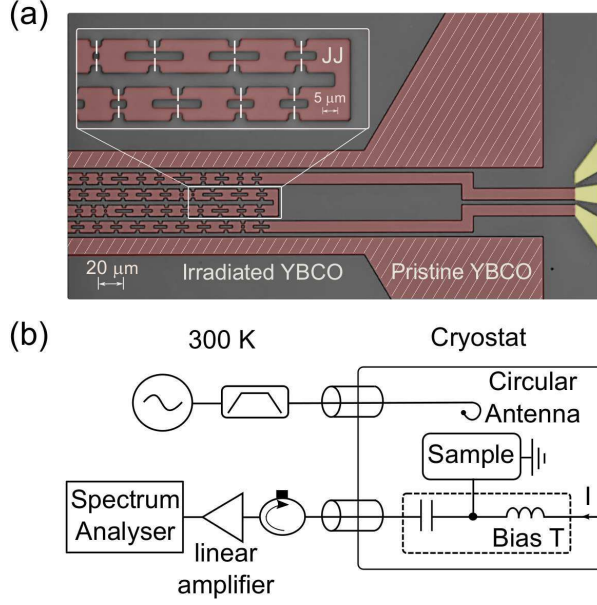 (a)
JJ
5 μm
20 μm
Irradiated YBCO
Pristine YBCO
(b)
300 K
Cryostat
Circular
Antenna
Sample
Spectrum
Analyser
linear
amplifier
I
Bias T